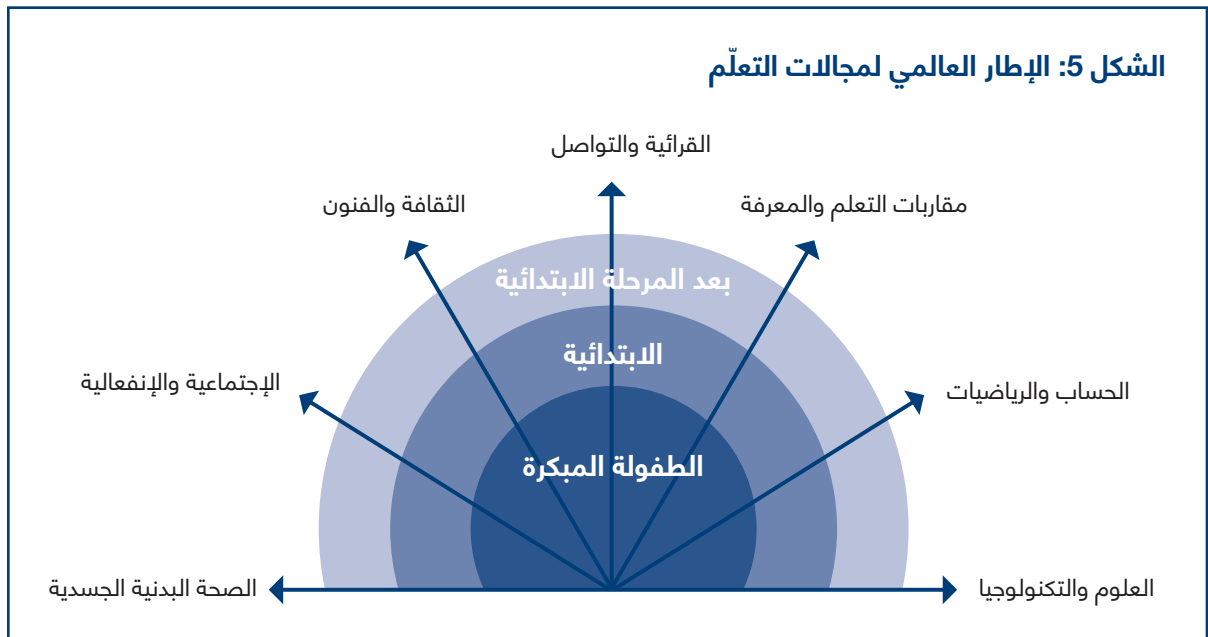 الشكل 5: الإطار العالمي لمجالات التعلّم
القرائية والتواصل
مقاربات التعلم والمعرفة
الثقافة والفنون
بعد المرحلة الابتدائية
الابتدائية
الحساب والرياضيات
الإجتماعية والإنفعالية
الطفولة المبكرة
العلوم والتكنولوجيا
الصحة البدنية الجسدية